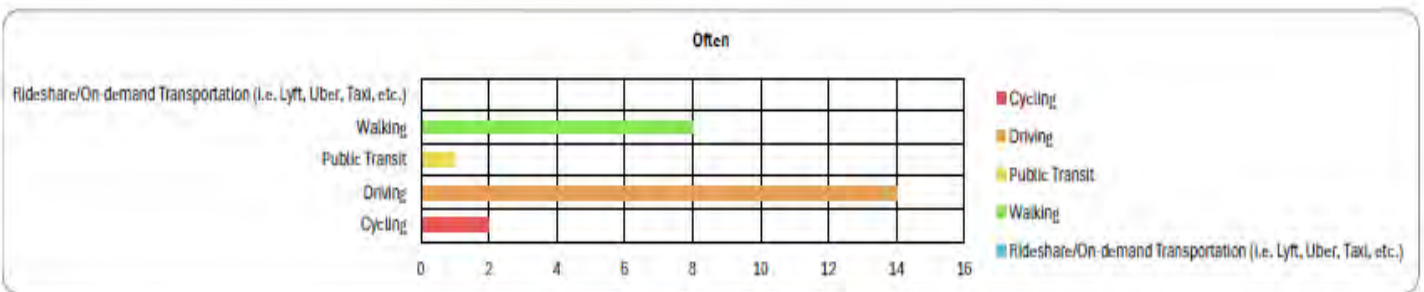 Often
Rideshare/On-demand Transportation (i.e. Lyft, Uber, Taxi, etc.)
Walking
Public Transit
Driving
Cycling
0 2 4 6 8 10 12 14 16
Cycling
Driving
Public Transit
Walking
Rideshare/On-demand Transportation (i.e. Lyft, Uber, Taxi, etc.)